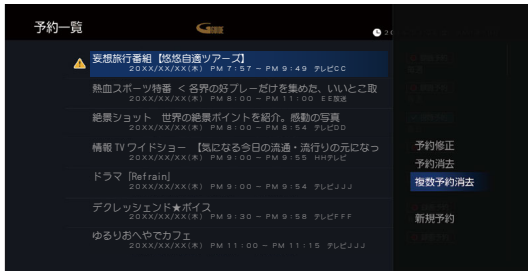 予約一覧
GGUIDE
妄想旅行番組【悠悠自適ツアーズ】
20XX/XX/XX(木) PM 7:57 – PM 9:49 テレビCC
熱血スポーツ特番 <各界の好プレーだけを集めた、いいとこ取
20XX/XX/XX(木) PM 8:00 – PM 11:00 EE放送
絶景ショット 世界の絶景ポイントを紹介。感動の写真
20XX/XX/XX(木) PM 8:00 – PM 8:54 テレビDD
情報TVワイドショー 【気になる今日の流通・流行りの元になっ
20XX/XX/XX(木) PM 9:00 – PM 9:55 HHテレビ
ドラマ「Refrain」
20XX/XX/XX(木) PM 9:00 – PM 9:54 テレビJJJ
デクレッシェンド★ボイス
20XX/XX/XX(木) PM 9:30 – PM 9:58 テレビFFF
ゆるりおへやでカフェ
20XX/XX/XX(木) PM 11:00 – PM 11:15 テレビJJJ
予約修正
予約消去
複数予約消去
新規予約